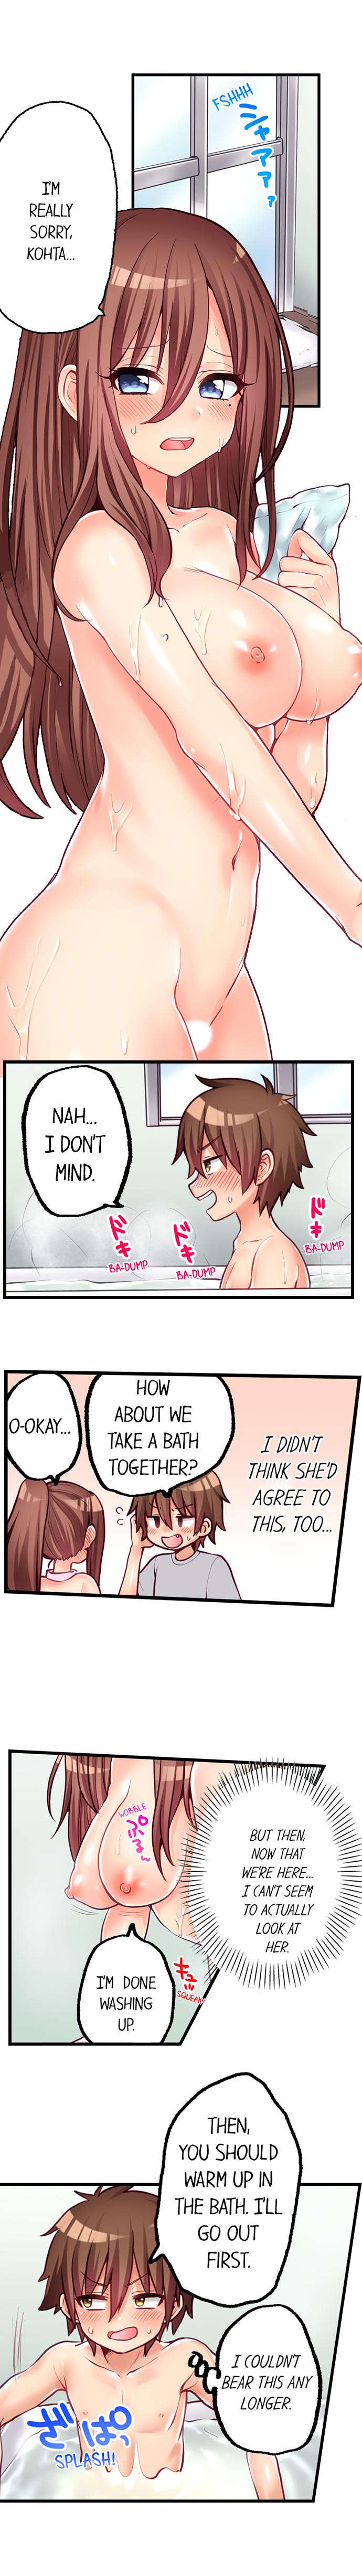 FSHHH
シャァァァ
I'M
REALLY
SORRY,
KOHTA...
NAH...
I DON'T
MIND.
ドキ
BA-DUMP
ドキ
BA-DUMP
ドキ
BA-DUMP
O-OKAY...
HOW
ABOUT WE
TAKE A BATH
TOGETHER?
I DIDN'T
THINK SHE'D
AGREE TO
THIS, TOO...
WOBBLE
ぷるっ
BUT THEN,
NOW THAT
WE'RE HERE...
I CAN'T SEEM
TO ACTUALLY
LOOK AT
HER.
I'M DONE
WASHING
UP.
キュ
SQUEAK
THEN,
YOU SHOULD
WARM UP IN
THE BATH. I'LL
GO OUT
FIRST.
I COULDN'T
BEAR THIS ANY
LONGER.
ざぱっ
SPLASH!